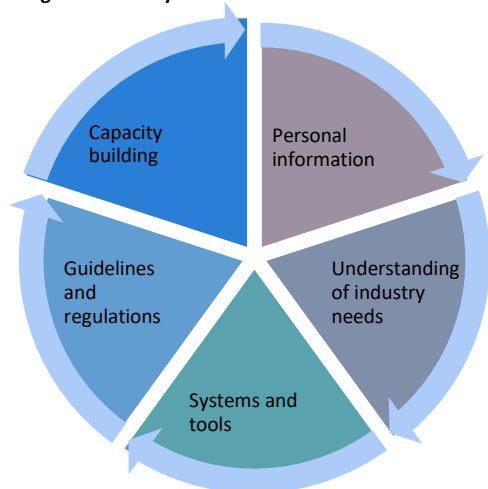 Capacity
building
Personal
information
Understanding
of industry
needs
Systems and
tools
Guidelines
and
regulations